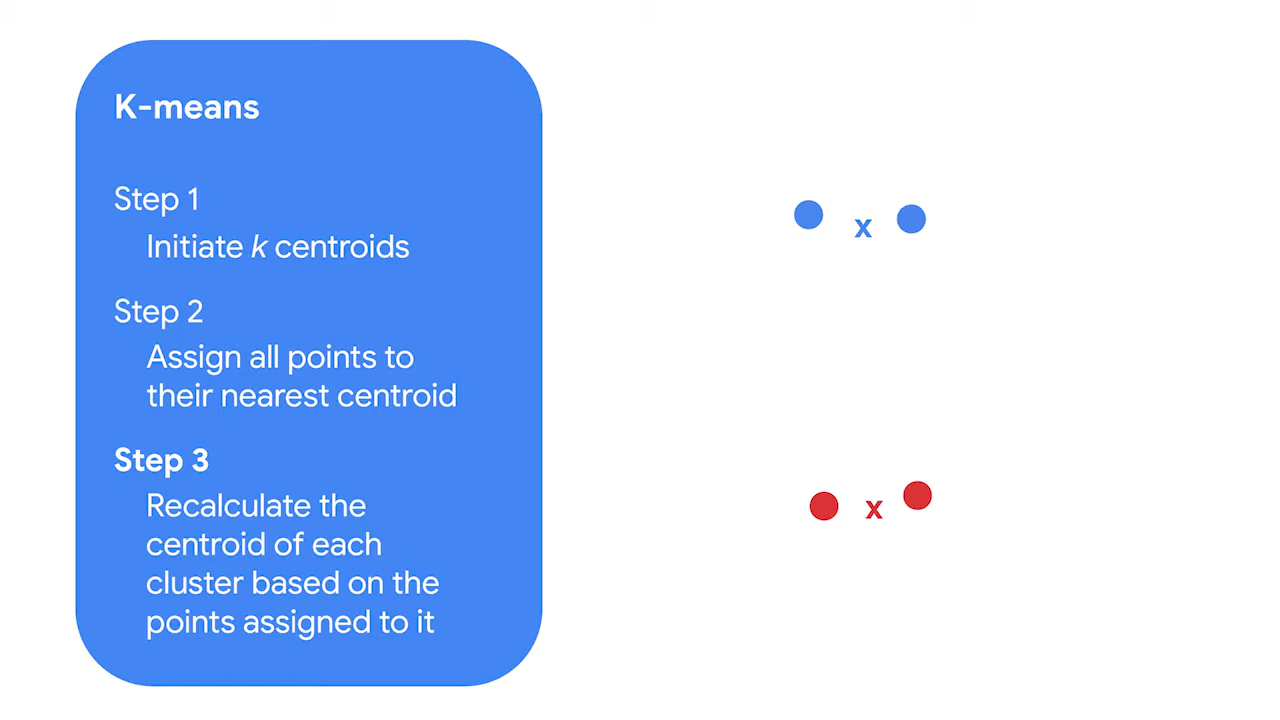 K-means
Step 1
Initiate k centroids
Step 2
Assign all points to
their nearest centroid
Step 3
Recalculate the
centroid of each
cluster based on the
points assigned to it
x
x